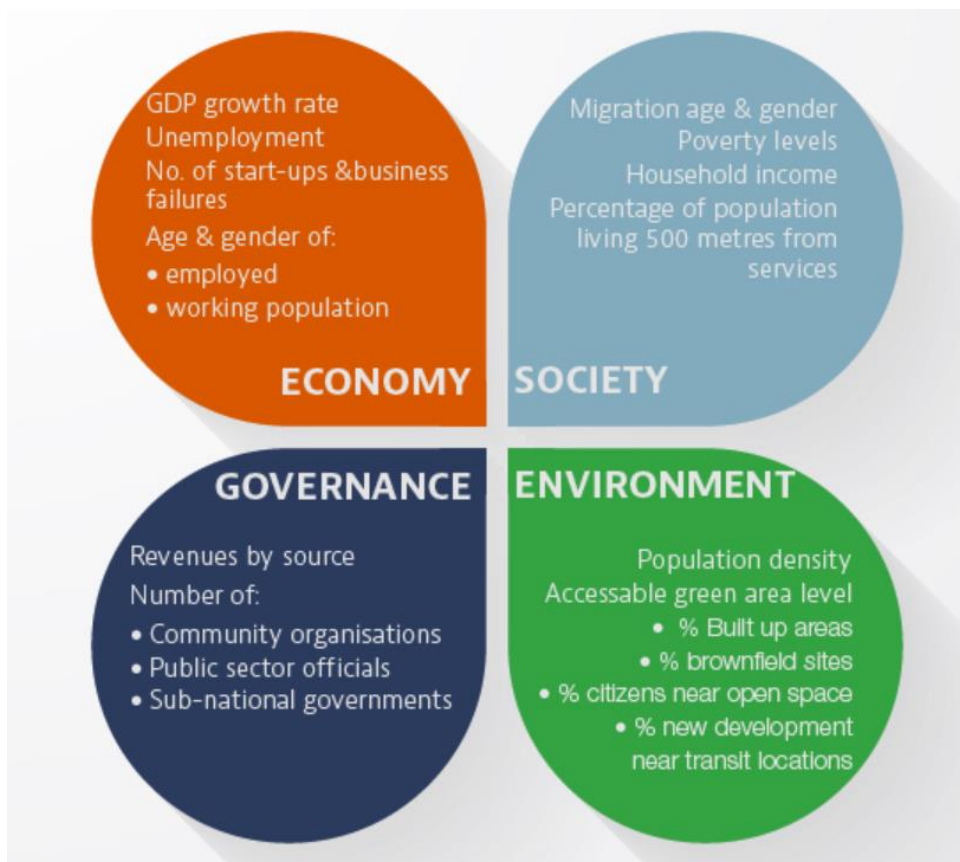 GDP growth rate
Unemployment
No. of start-ups &business
failures
Age & gender of:
• employed
• working population
ECONOMY
Migration age & gender
Poverty levels
Household income
Percentage of population
living 500 metres from
services
SOCIETY
GOVERNANCE
Revenues by source
Number of:
• Community organisations
• Public sector officials
• Sub-national governments
ENVIRONMENT
Population density
Accessable green area level
• % Built up areas
• % brownfield sites
• % citizens near open space
• % new development
near transit locations